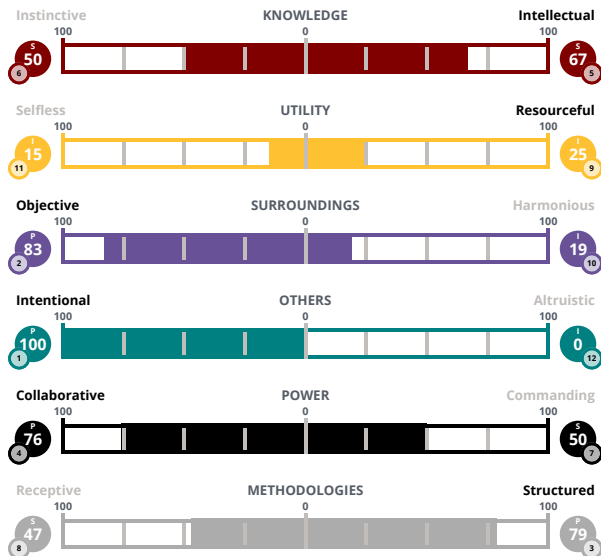 Instinctive KNOWLEDGE Intellectual
100 0 100
S 50 6 S 67 5
Selfless UTILITY Resourceful
100 0 100
I 15 11 I 25 9
Objective SURROUNDINGS Harmonious
100 0 100
P 83 2 I 19 10
Intentional OTHERS Altruistic
100 0 100
P 100 1 I 0 12
Collaborative POWER Commanding
100 0 100
P 76 4 S 50 7
Receptive METHODOLOGIES Structured
100 0 100
S 47 8 P 79 3